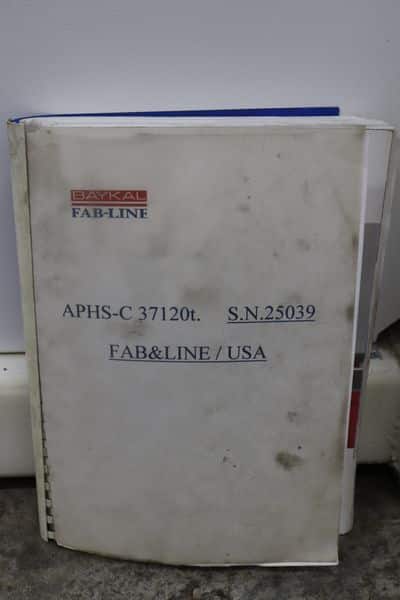 BAYKAL
FAB-LINE
APHS-C 37120t. S.N.25039
FAB&LINE / USA